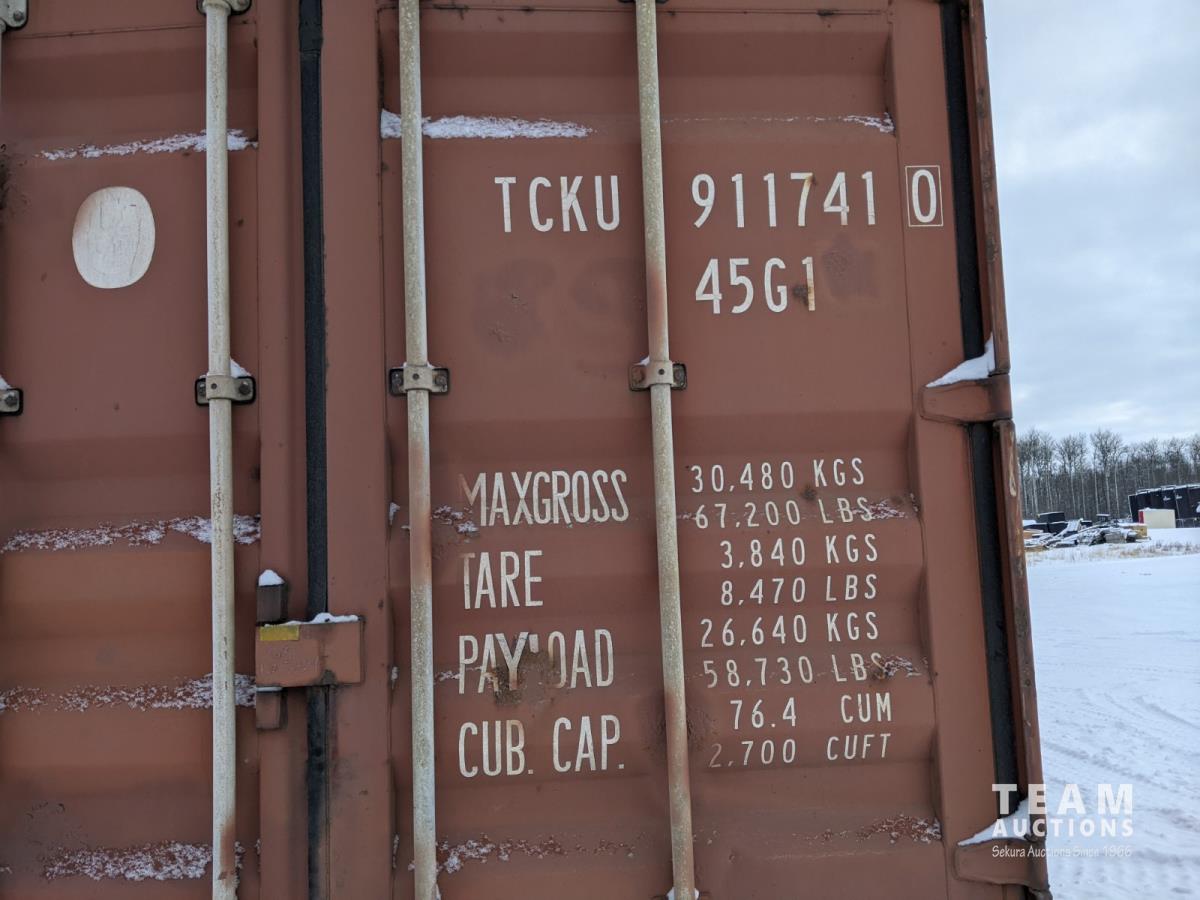 TCKU 911741 0
45G1
MAXGROSS 30,480 KGS
67,200 LBS
TARE 3,840 KGS
8,470 LBS
PAYLOAD 26,640 KGS
58,730 LBS
CUB. CAP. 76.4 CUM
2,700 CUFT
TEAM
AUCTIONS
Sekura Auctions Since 1966